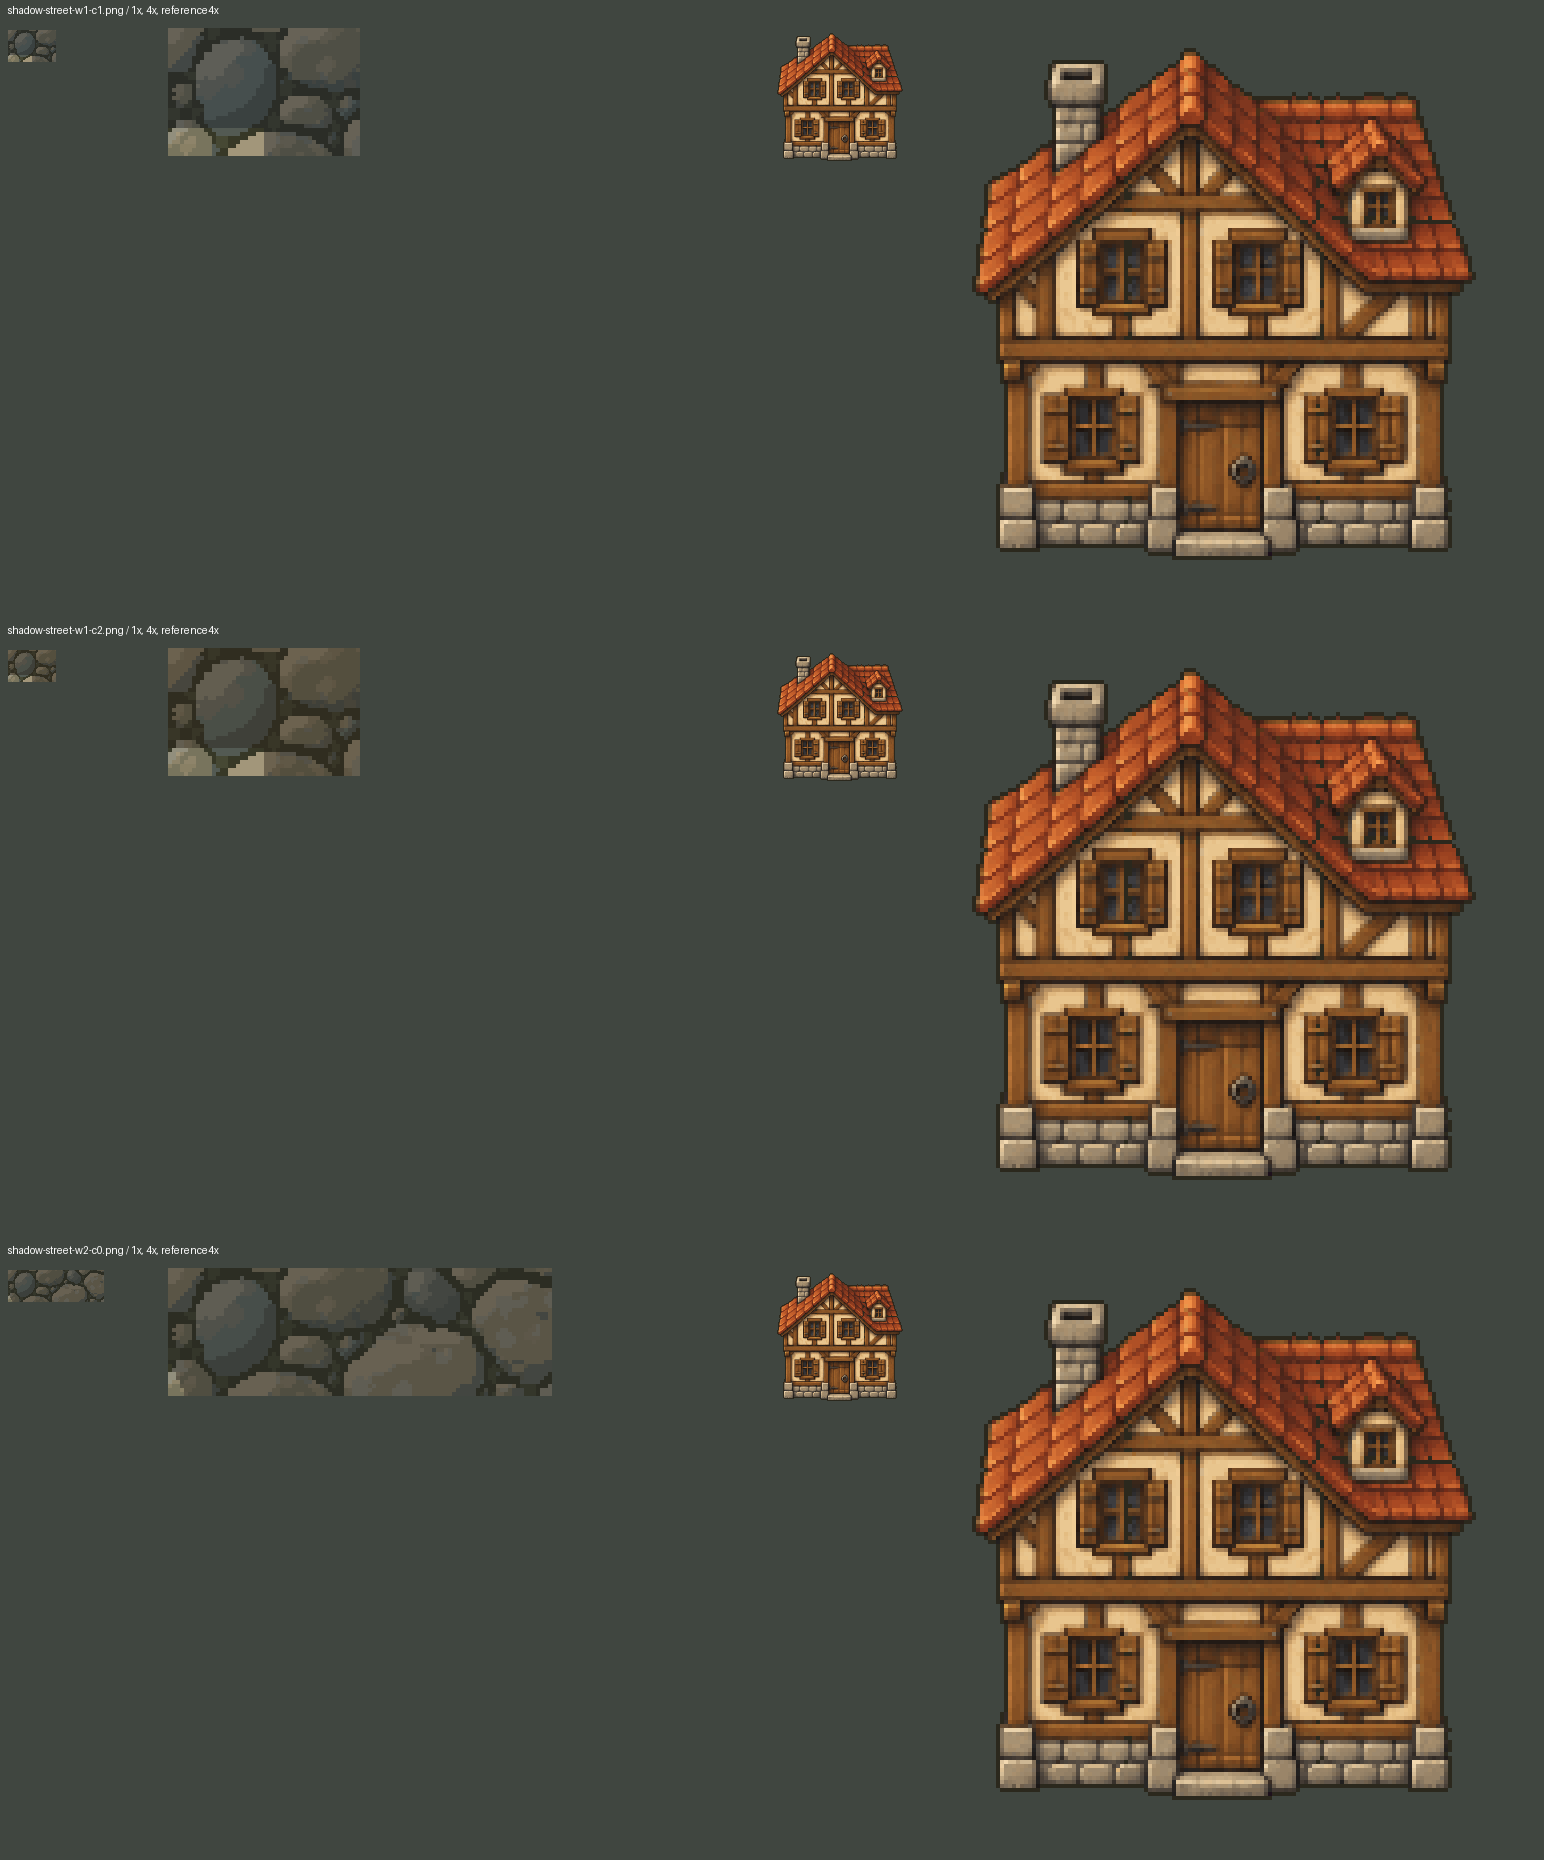 shadow-street-w1-c1.png / 1x, 4x, reference4x
shadow-street-w1-c2.png / 1x, 4x, reference4x
shadow-street-w2-c0.png / 1x, 4x, reference4x